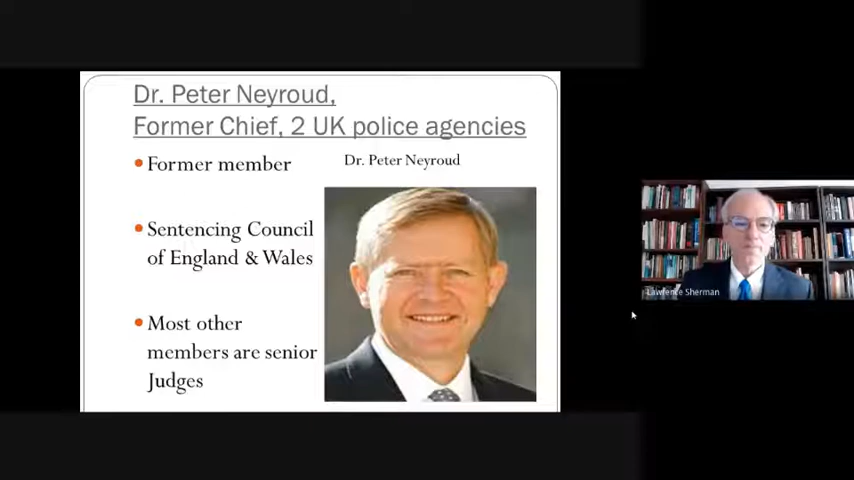 Dr. Peter Neyroud,
Former Chief, 2 UK police agencies
Former member
Dr. Peter Neyroud
Sentencing Council
of England & Wales
Most other
members are senior
Judges
Lawrence Sherman